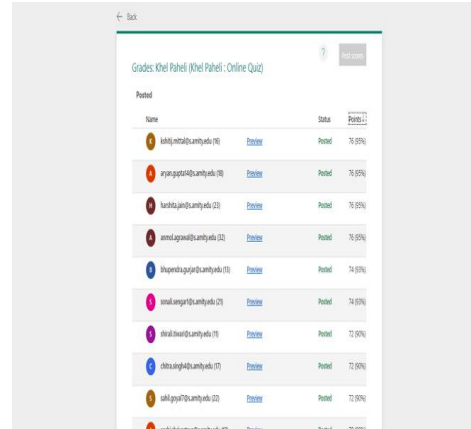 ← Back
?
Post scores
Grades: Khel Paheli (Khel Paheli : Online Quiz)
Posted
Name Status Points ↓
K kshitij.mittal@s.amity.edu (16) Preview Posted 76 (95%)
A aryan.gupta14@s.amity.edu (18) Preview Posted 76 (95%)
H harshita.jain@s.amity.edu (23) Preview Posted 76 (95%)
A anmol.agrawal@s.amity.edu (32) Preview Posted 76 (95%)
B bhupendra.gurjar@s.amity.edu (13) Preview Posted 74 (93%)
S sonali.sengar1@s.amity.edu (21) Preview Posted 74 (93%)
S shirali.tiwari@s.amity.edu (11) Preview Posted 72 (90%)
C chitra.singh4@s.amity.edu (17) Preview Posted 72 (90%)
S sahil.goyal7@s.amity.edu (22) Preview Posted 72 (90%)